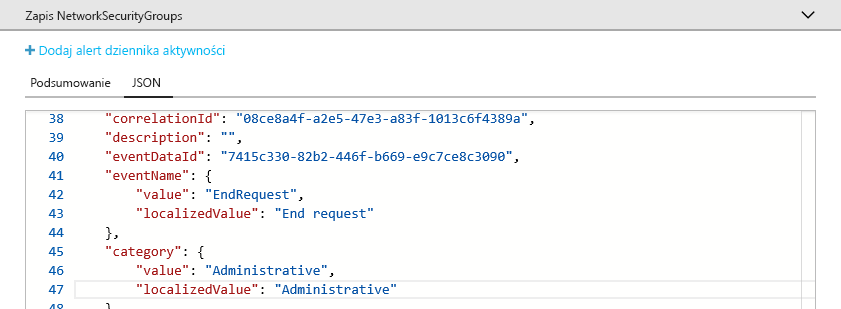 Zapis NetworkSecurityGroups
+ Dodaj alert dziennika aktywności
Podsumowanie JSON
38 "correlationId": "08ce8a4f-a2e5-47e3-a83f-1013c6f4389a",
39 "description": "",
40 "eventDataId": "7415c330-82b2-446f-b669-e9c7ce8c3090",
41 "eventName": {
42 "value": "EndRequest",
43 "localizedValue": "End request"
44 },
45 "category": {
46 "value": "Administrative",
47 "localizedValue": "Administrative"
48 }